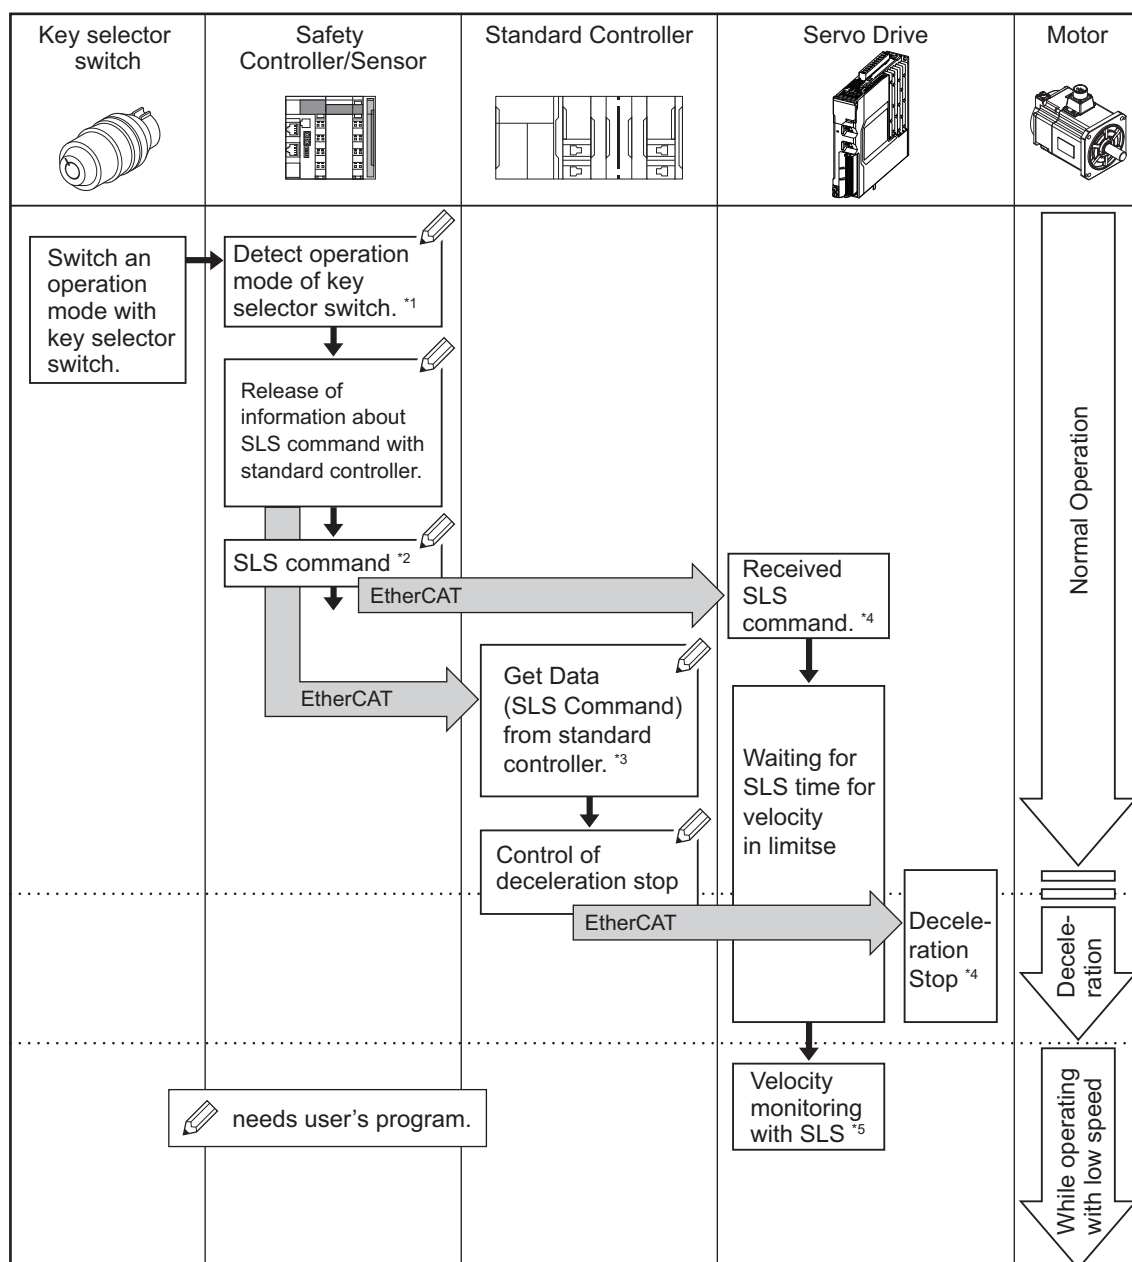 Key selector
switch
Safety
Controller/Sensor
Standard Controller
Servo Drive
Motor
Switch an
operation
mode with
key selector
switch.
Detect operation
mode of key
selector switch. *1
Release of
information about
SLS command with
standard controller.
SLS command *2
EtherCAT
Received
SLS
command. *4
EtherCAT
Get Data
(SLS Command)
from standard
controller. *3
Waiting for
SLS time for
velocity
in limitse
Control of
deceleration stop
EtherCAT
Decele-
ration
Stop *4
Velocity
monitoring
with SLS *5
Normal Operation
Decele-
ration
While operating
with low speed
needs user’s program.